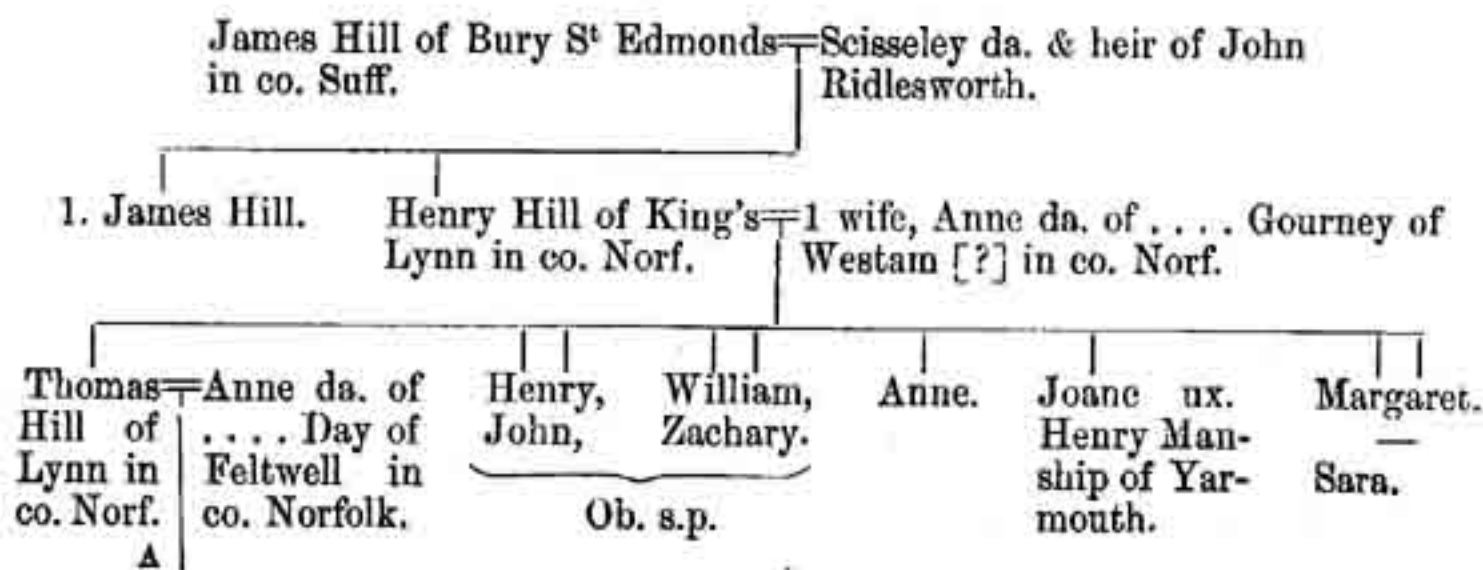 James Hill of Bury Sᵗ Edmonds Scisseley da. & heir of John
in co. Suff. Ridlesworth.
1. James Hill. Henry Hill of King's 1 wife, Anne da. of .... Gourney of
Lynn in co. Norf. Westam [?] in co. Norf.
Thomas Anne da. of Henry, William, Anne. Joane ux. Margaret.
Hill of .... Day of John, Zachary. Henry Man- —
Lynn in Feltwell in ship of Yar- Sara.
co. Norf. co. Norfolk. Ob. s.p. mouth.
A